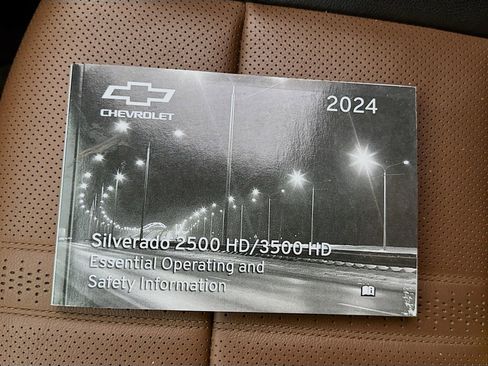 CHEVROLET
2024
Silverado 2500 HD/3500 HD
Essential Operating and
Safety Information